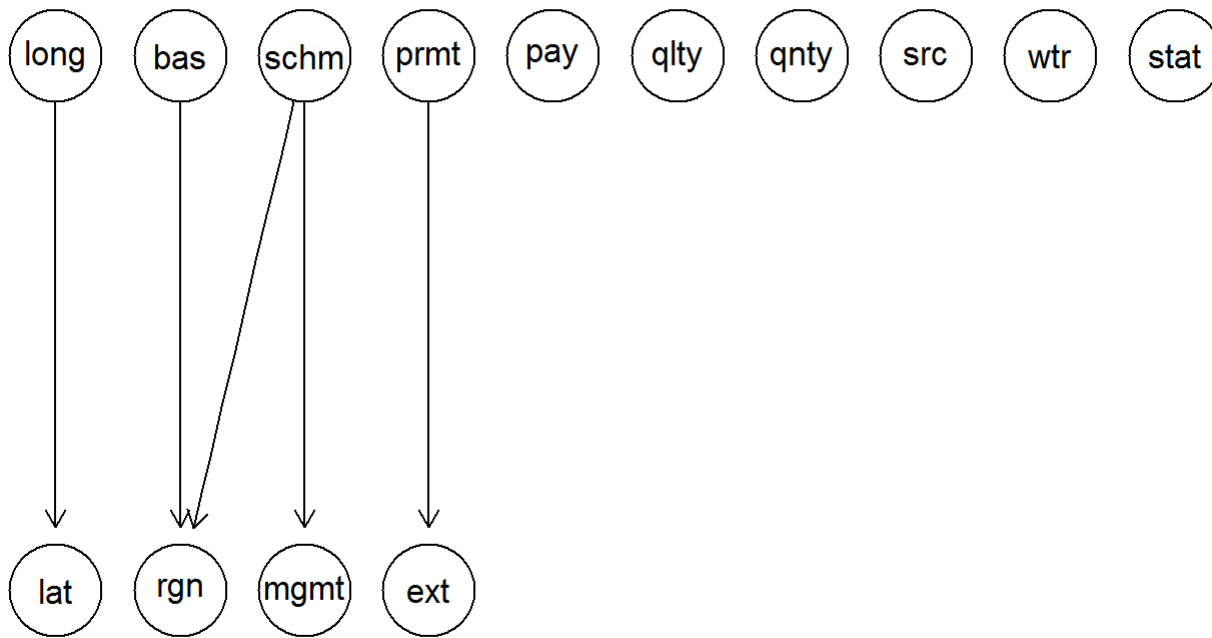 long bas schm prmt pay qlty qnty src wtr stat
lat rgn mgmt ext